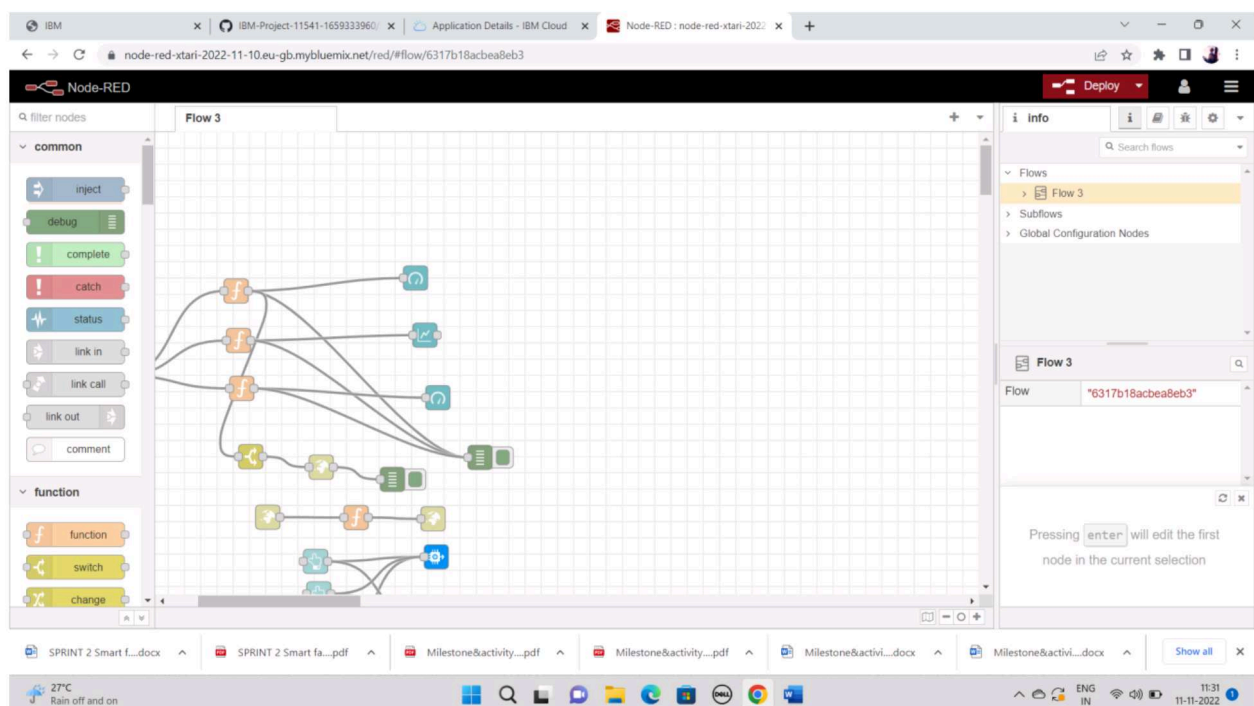 IBM
IBM-Project-11541-1659333960/
Application Details - IBM Cloud
Node-RED : node-red-xtari-2022
node-red-xtari-2022-11-10.eu-gb.mybluemix.net/red/#flow/6317b18acbea8eb3
Node-RED
Deploy
filter nodes
Flow 3
i info
i
common
Search flows
Flows
Flow 3
Subflows
Global Configuration Nodes
inject
debug
complete
catch
status
link in
link call
link out
comment
Flow 3
Flow "6317b18acbea8eb3"
function
function
switch
change
Pressing enter will edit the first
node in the current selection
SPRINT 2 Smart f....docx
SPRINT 2 Smart fa....pdf
Milestone&activity....pdf
Milestone&activity....pdf
Milestone&activi....docx
Milestone&activi....docx
Show all
27°C
Rain off and on
DELL
ENG
IN
11:31
11-11-2022
1